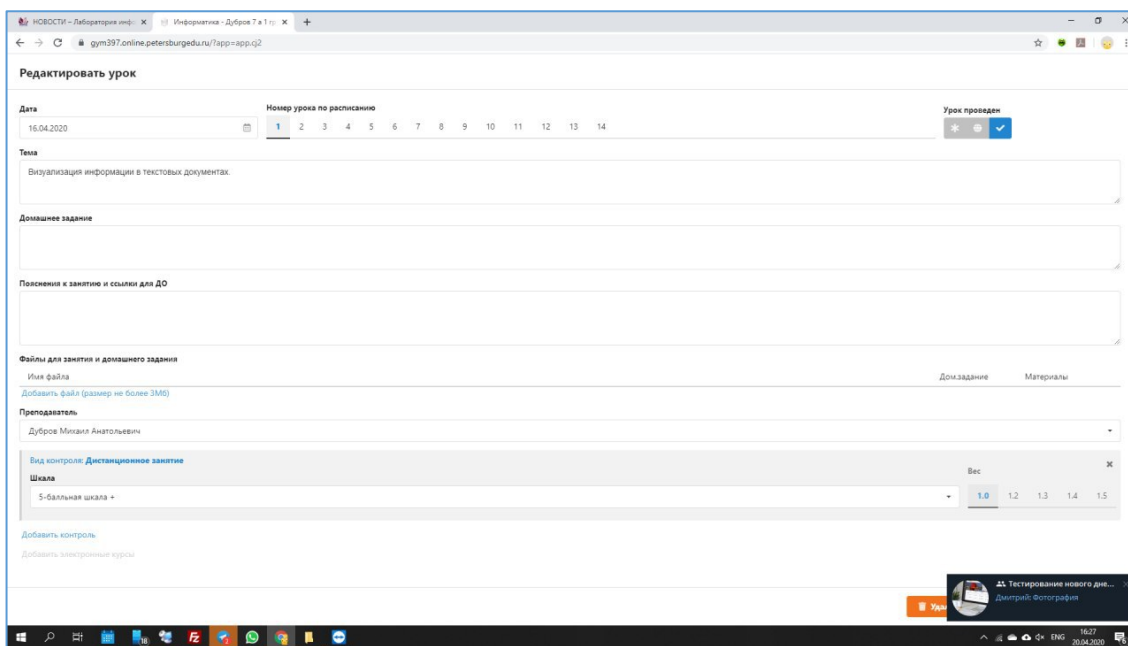 НОВОСТИ – Лаборатория инфо
Информатика - Дубров 7 а 1 гр
gym397.online.petersburgedu.ru/?app=app.cj2
Редактировать урок
Дата
Номер урока по расписанию
Урок проведен
16.04.2020
1 2 3 4 5 6 7 8 9 10 11 12 13 14
Тема
Визуализация информации в текстовых документах.
Домашнее задание
Пояснения к занятию и ссылки для ДО
Файлы для занятия и домашнего задания
Имя файла Дом.задание Материалы
Добавить файл (размер не более 3Мб)
Преподаватель
Дубров Михаил Анатольевич
Вид контроля: Дистанционное занятие
Вес
Шкала
5-балльная шкала +
1.0 1.2 1.3 1.4 1.5
Добавить контроль
Добавить электронные курсы
Тестирование нового дне...
Дмитрий: Фотография
Удал
18
2
ENG
16:27
20.04.2020
6